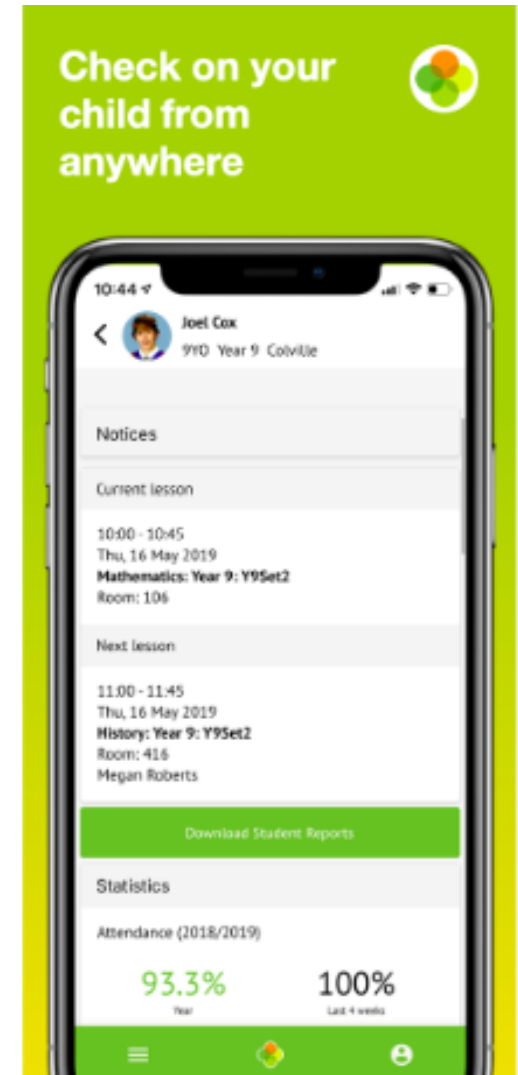 Check on your
child from
anywhere
10:44
Joel Cox
9YO Year 9 Colville
Notices
Current lesson
10:00 - 10:45
Thu, 16 May 2019
Mathematics: Year 9: Y9Set2
Room: 106
Next lesson
11:00 - 11:45
Thu, 16 May 2019
History: Year 9: Y9Set2
Room: 416
Megan Roberts
Download Student Reports
Statistics
Attendance (2018/2019)
93.3% 100%
Year Last 4 weeks